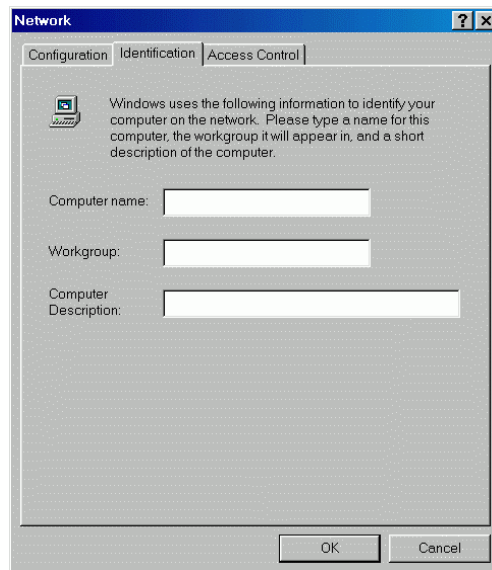 Network
Configuration Identification Access Control
Windows uses the following information to identify your
computer on the network. Please type a name for this
computer, the workgroup it will appear in, and a short
description of the computer.
Computer name:
Workgroup:
Computer
Description:
OK Cancel